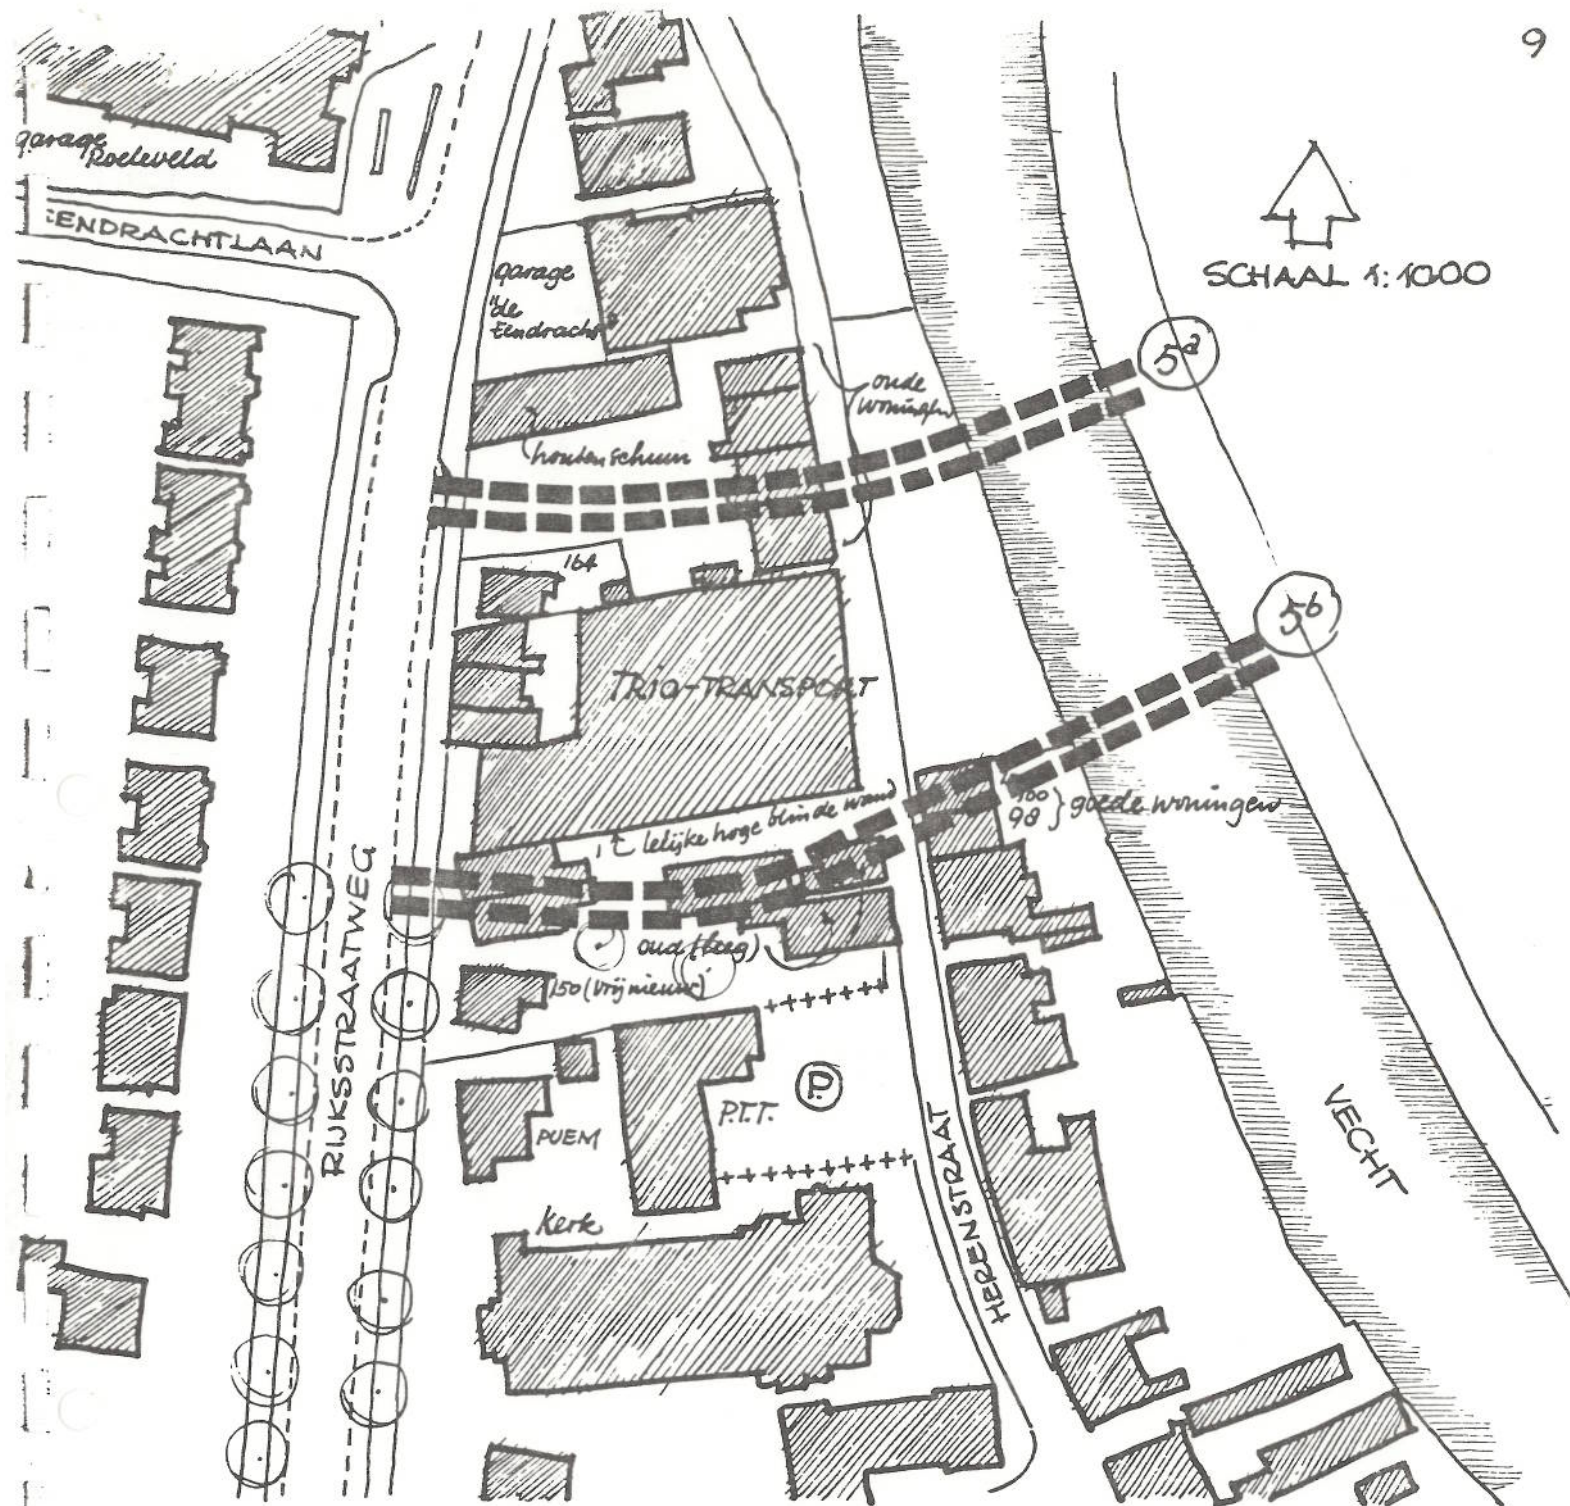 9
garage
Roeleveld
EENDRACHTLAAN
SCHAAL 1:1000
garage
"de
Eendracht"
5a
oude
woningen
houten schuur
164
5b
TRIO-TRANSPORT
lelijke hoge blinde wand
100
98 } goede woningen
oud (leeg)
150 (vrij nieuw)
RIJKSSTRAATWEG
P
P.T.T.
PUEM
Kerk
HERENSTRAAT
VECHT